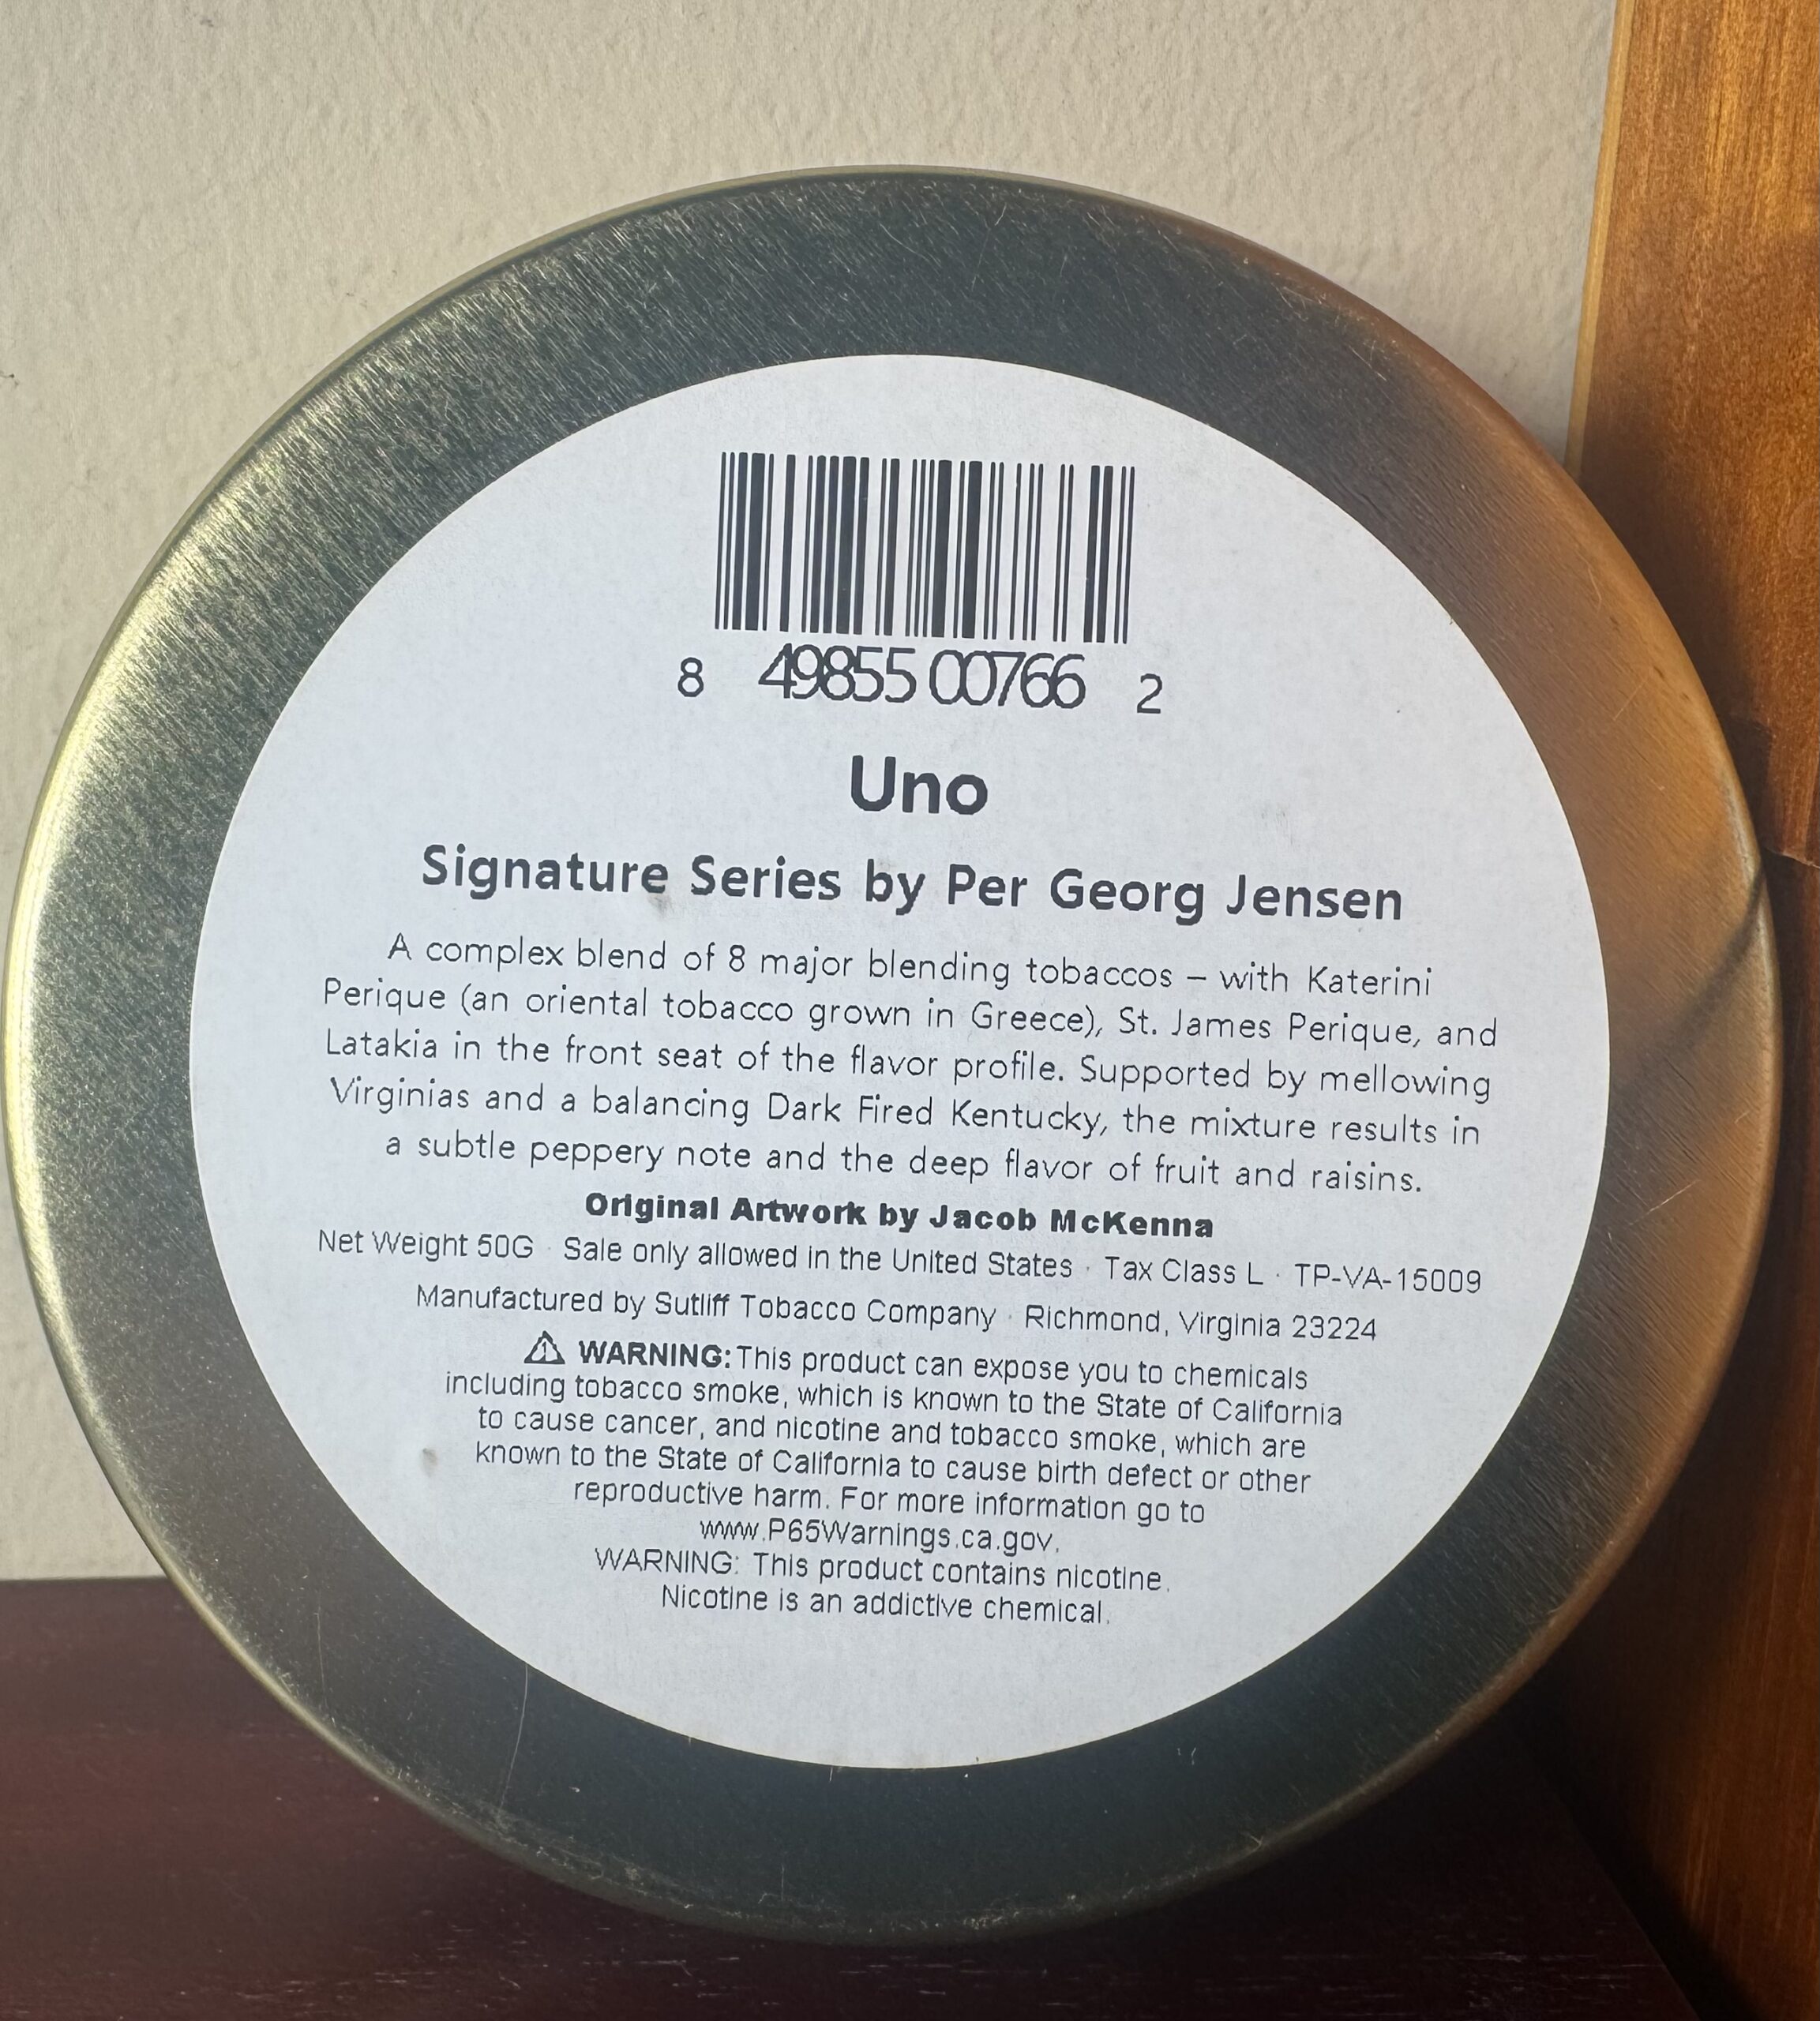 8 49855 00766 2
Uno
Signature Series by Per Georg Jensen
A complex blend of 8 major blending tobaccos – with Katerini
Perique (an oriental tobacco grown in Greece), St. James Perique, and
Latakia in the front seat of the flavor profile. Supported by mellowing
Virginias and a balancing Dark Fired Kentucky, the mixture results in
a subtle peppery note and the deep flavor of fruit and raisins.
Original Artwork by Jacob McKenna
Net Weight 50G · Sale only allowed in the United States · Tax Class L · TP-VA-15009
Manufactured by Sutliff Tobacco Company · Richmond, Virginia 23224
⚠ WARNING: This product can expose you to chemicals
including tobacco smoke, which is known to the State of California
to cause cancer, and nicotine and tobacco smoke, which are
known to the State of California to cause birth defect or other
reproductive harm. For more information go to
www.P65Warnings.ca.gov.
WARNING: This product contains nicotine.
Nicotine is an addictive chemical.